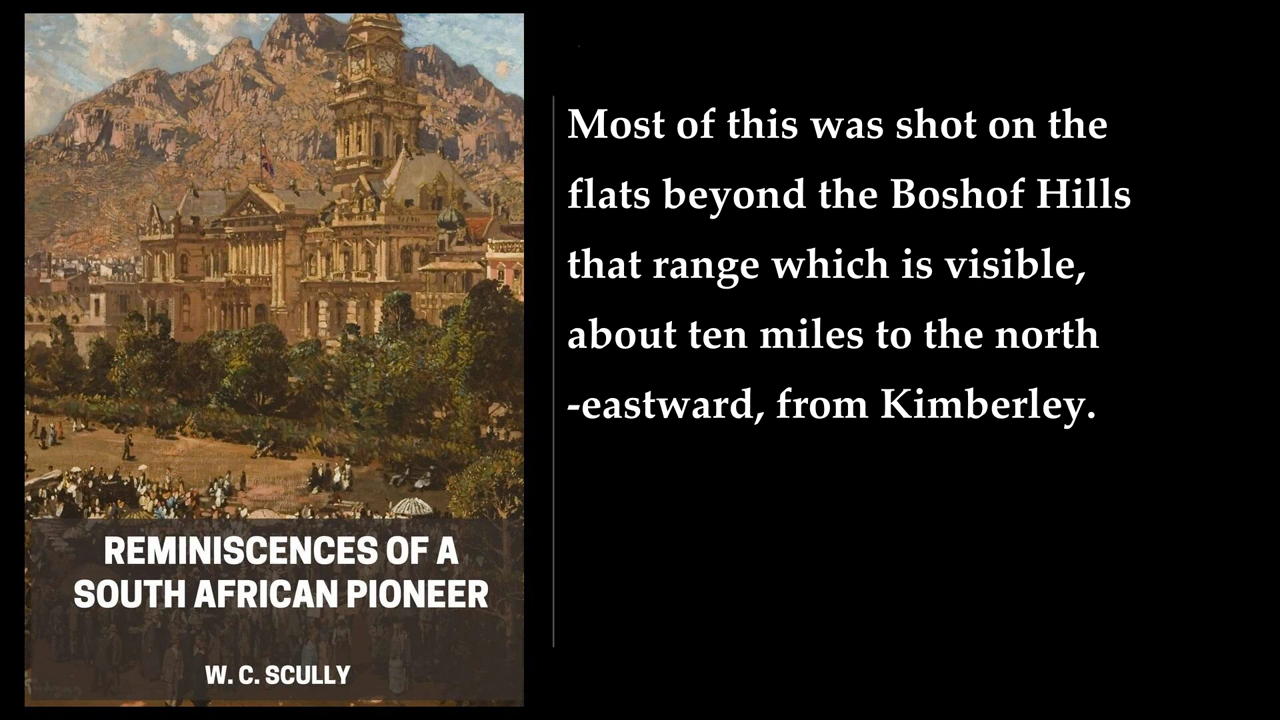 Most of this was shot on the
flats beyond the Boshof Hills
that range which is visible,
about ten miles to the north
-eastward, from Kimberley.
REMINISCENCES OF A
SOUTH AFRICAN PIONEER
W. C. SCULLY